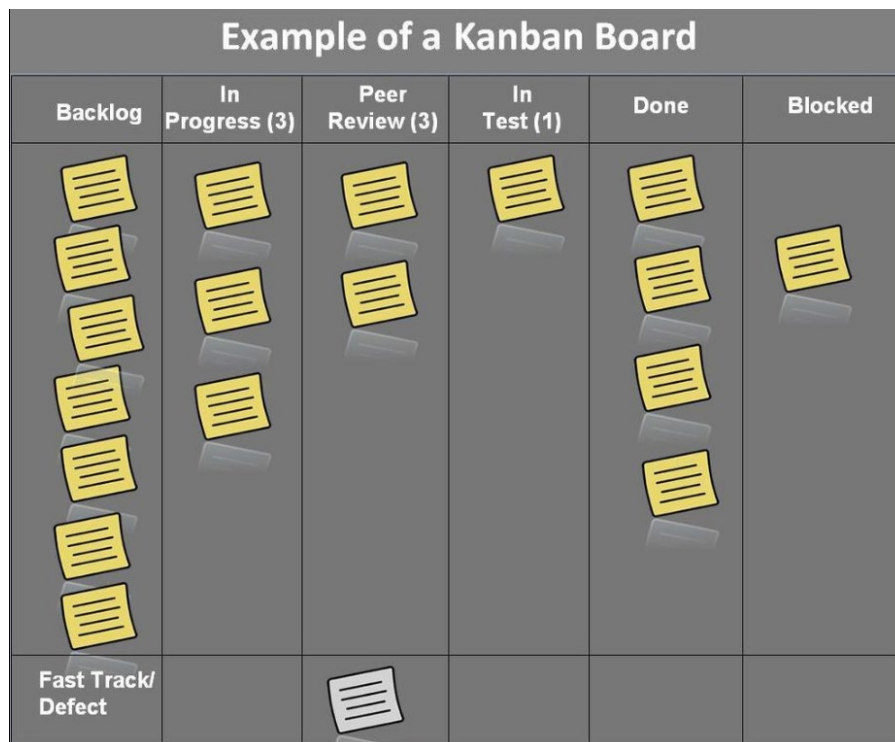 Example of a Kanban Board
Backlog
In
Progress (3)
Peer
Review (3)
In
Test (1)
Done
Blocked
Fast Track/
Defect